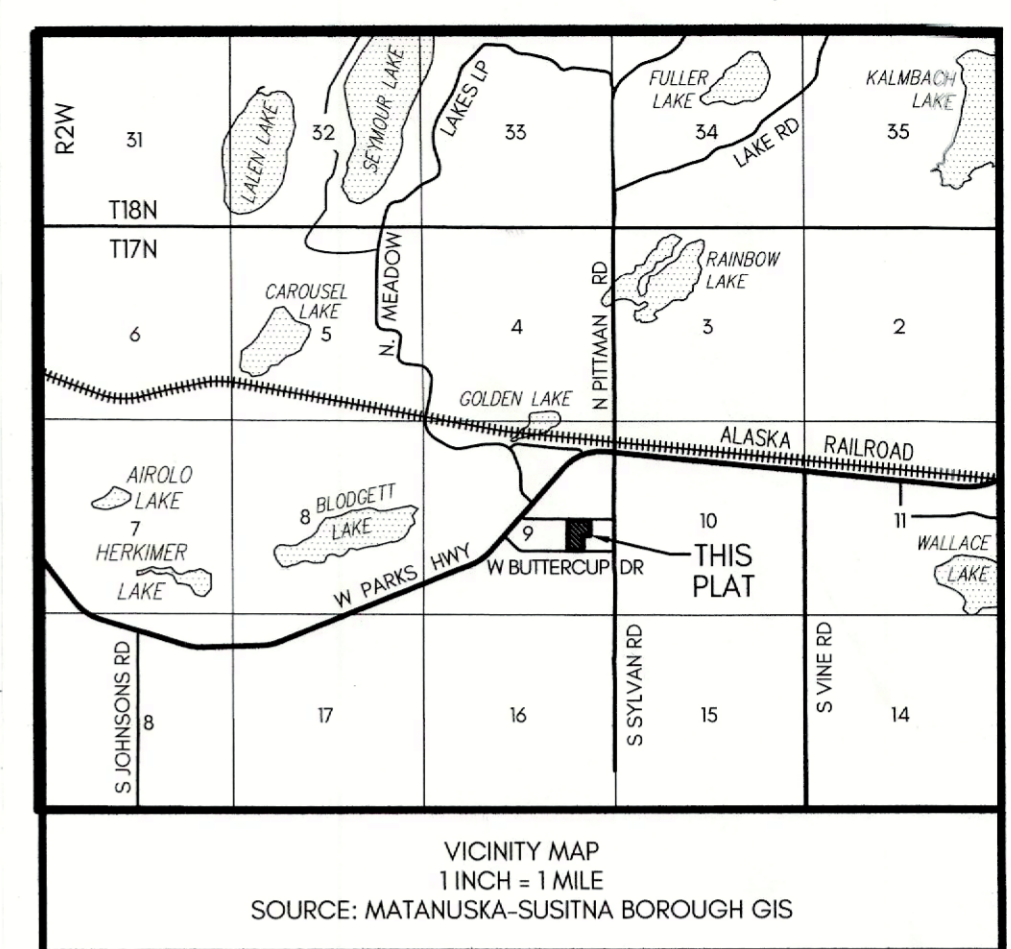 R2W
31
LALEN LAKE
32
SEYMOUR LAKE
LAKES LP
33
FULLER
LAKE
34
LAKE RD
KALMBACH
LAKE
35
T18N
T17N
6
CAROUSEL
LAKE
5
N. MEADOW
4
N PITTMAN RD
RAINBOW
LAKE
3
2
GOLDEN LAKE
ALASKA RAILROAD
AIROLO
LAKE
7
HERKIMER
LAKE
8
BLODGETT
LAKE
W PARKS HWY
9
W BUTTERCUP DR
10
THIS
PLAT
11
WALLACE
LAKE
S JOHNSONS RD
8
17
16
S SYLVAN RD
15
S VINE RD
14
VICINITY MAP
1 INCH = 1 MILE
SOURCE: MATANUSKA-SUSITNA BOROUGH GIS